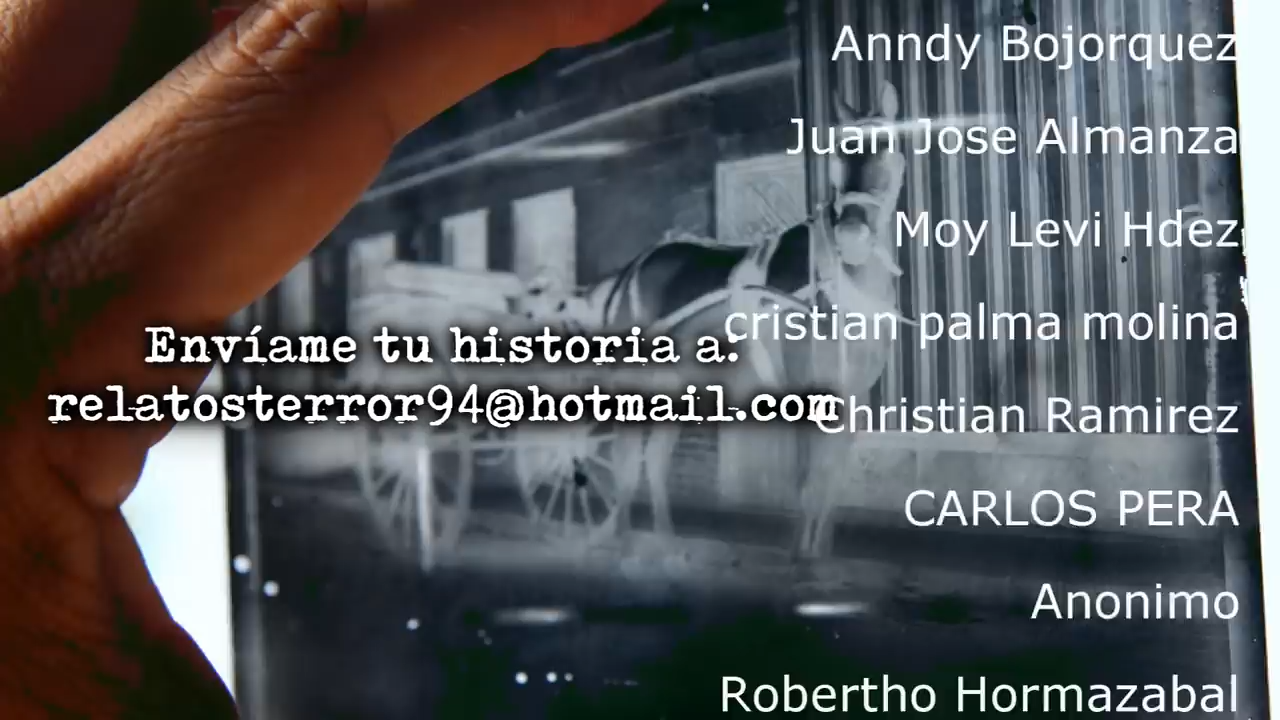 Envíame tu historia a:
relatosterror94@hotmail.com
Anndy Bojorquez
Juan Jose Almanza
Moy Levi Hdez
cristian palma molina
Christian Ramirez
CARLOS PERA
Anonimo
Robertho Hormazabal